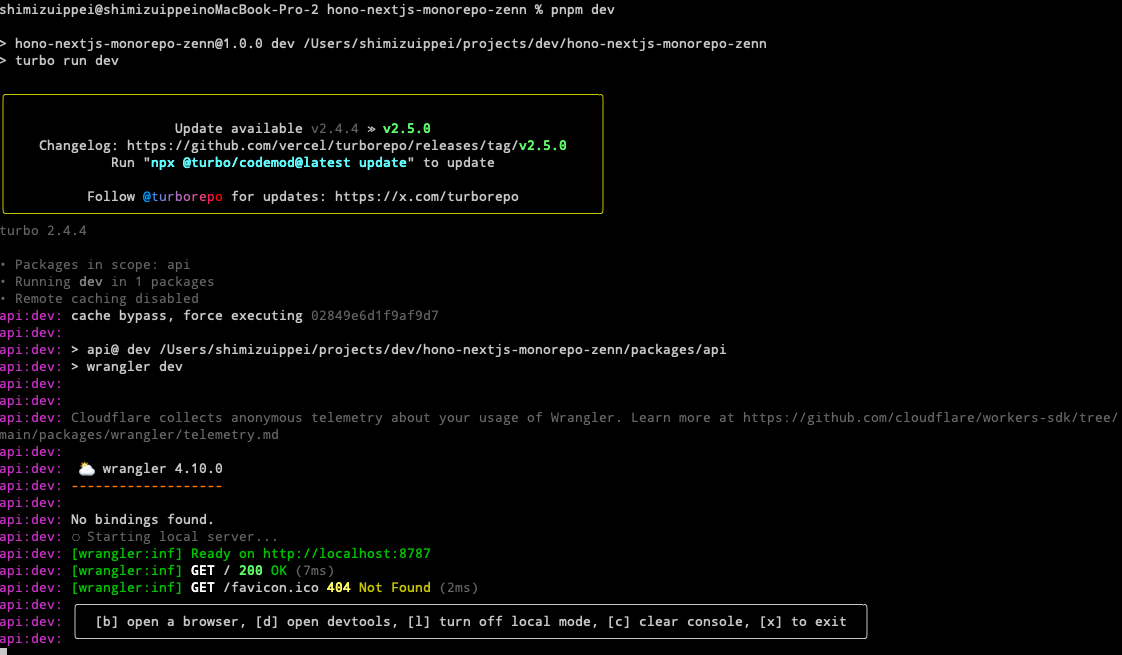 shimizuippei@shimizuippeinoMacBook-Pro-2 hono-nextjs-monorepo-zenn % pnpm dev
> hono-nextjs-monorepo-zenn@1.0.0 dev /Users/shimizuippei/projects/dev/hono-nextjs-monorepo-zenn
> turbo run dev
Update available v2.4.4 » v2.5.0
Changelog: https://github.com/vercel/turborepo/releases/tag/v2.5.0
Run "npx @turbo/codemod@latest update" to update
Follow @turborepo for updates: https://x.com/turborepo
turbo 2.4.4
• Packages in scope: api
• Running dev in 1 packages
• Remote caching disabled
api:dev: cache bypass, force executing 02849e6d1f9af9d7
api:dev:
api:dev: > api@ dev /Users/shimizuippei/projects/dev/hono-nextjs-monorepo-zenn/packages/api
api:dev: > wrangler dev
api:dev:
api:dev:
api:dev: Cloudflare collects anonymous telemetry about your usage of Wrangler. Learn more at https://github.com/cloudflare/workers-sdk/tree/
main/packages/wrangler/telemetry.md
api:dev:
api:dev: ⛅️ wrangler 4.10.0
api:dev: -------------------
api:dev:
api:dev: No bindings found.
api:dev: ⎔ Starting local server...
api:dev: [wrangler:inf] Ready on http://localhost:8787
api:dev: [wrangler:inf] GET / 200 OK (7ms)
api:dev: [wrangler:inf] GET /favicon.ico 404 Not Found (2ms)
api:dev:
api:dev: [b] open a browser, [d] open devtools, [l] turn off local mode, [c] clear console, [x] to exit
api:dev: